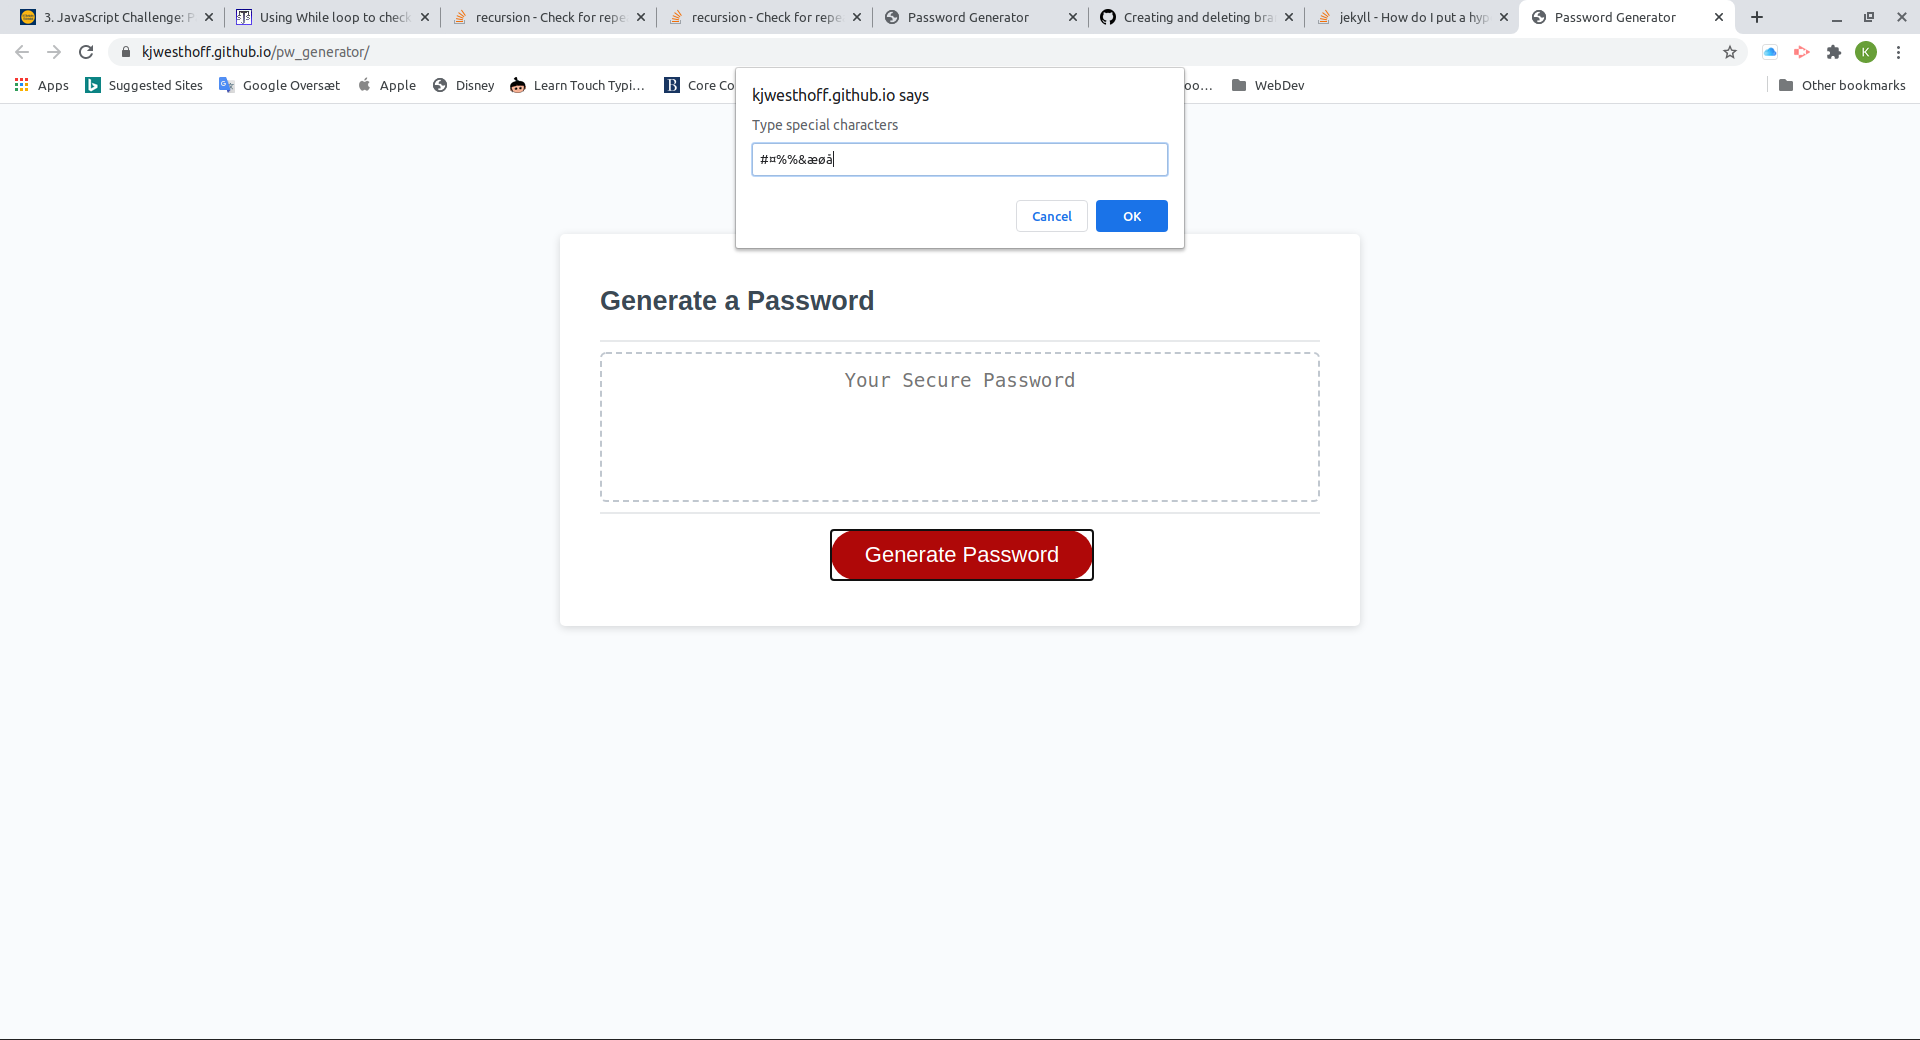 3. JavaScript Challenge: P
Using While loop to check
recursion - Check for repe
recursion - Check for repe
Password Generator
Creating and deleting bra
jekyll - How do I put a hyp
Password Generator
kjwesthoff.github.io/pw_generator/
K
Apps
Suggested Sites
Google Oversæt
Apple
Disney
Learn Touch Typi...
Core Co
oo...
WebDev
Other bookmarks
kjwesthoff.github.io says
Type special characters
#¤%%&æøå
Cancel
OK
Generate a Password
Your Secure Password
Generate Password